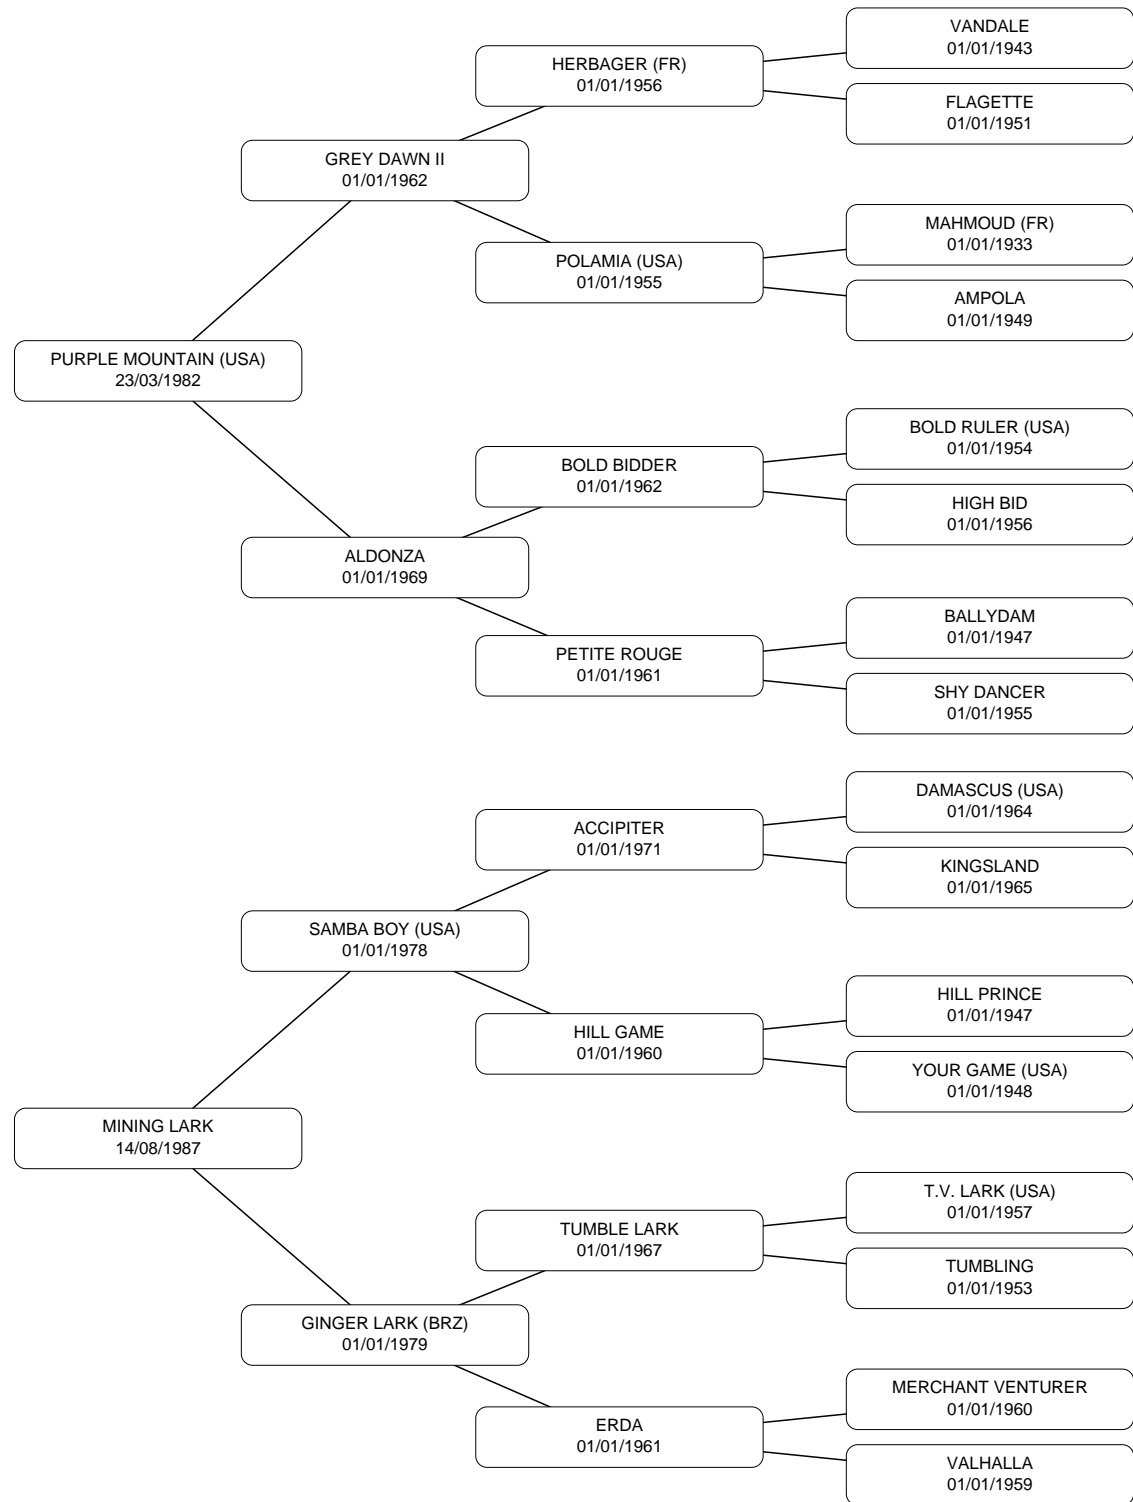 VANDALE
01/01/1943
HERBAGER (FR)
01/01/1956
FLAGETTE
01/01/1951
GREY DAWN II
01/01/1962
MAHMOUD (FR)
01/01/1933
POLAMIA (USA)
01/01/1955
AMPOLA
01/01/1949
PURPLE MOUNTAIN (USA)
23/03/1982
BOLD RULER (USA)
01/01/1954
BOLD BIDDER
01/01/1962
HIGH BID
01/01/1956
ALDONZA
01/01/1969
BALLYDAM
01/01/1947
PETITE ROUGE
01/01/1961
SHY DANCER
01/01/1955
DAMASCUS (USA)
01/01/1964
ACCIPITER
01/01/1971
KINGSLAND
01/01/1965
SAMBA BOY (USA)
01/01/1978
HILL PRINCE
01/01/1947
HILL GAME
01/01/1960
YOUR GAME (USA)
01/01/1948
MINING LARK
14/08/1987
T.V. LARK (USA)
01/01/1957
TUMBLE LARK
01/01/1967
TUMBLING
01/01/1953
GINGER LARK (BRZ)
01/01/1979
MERCHANT VENTURER
01/01/1960
ERDA
01/01/1961
VALHALLA
01/01/1959